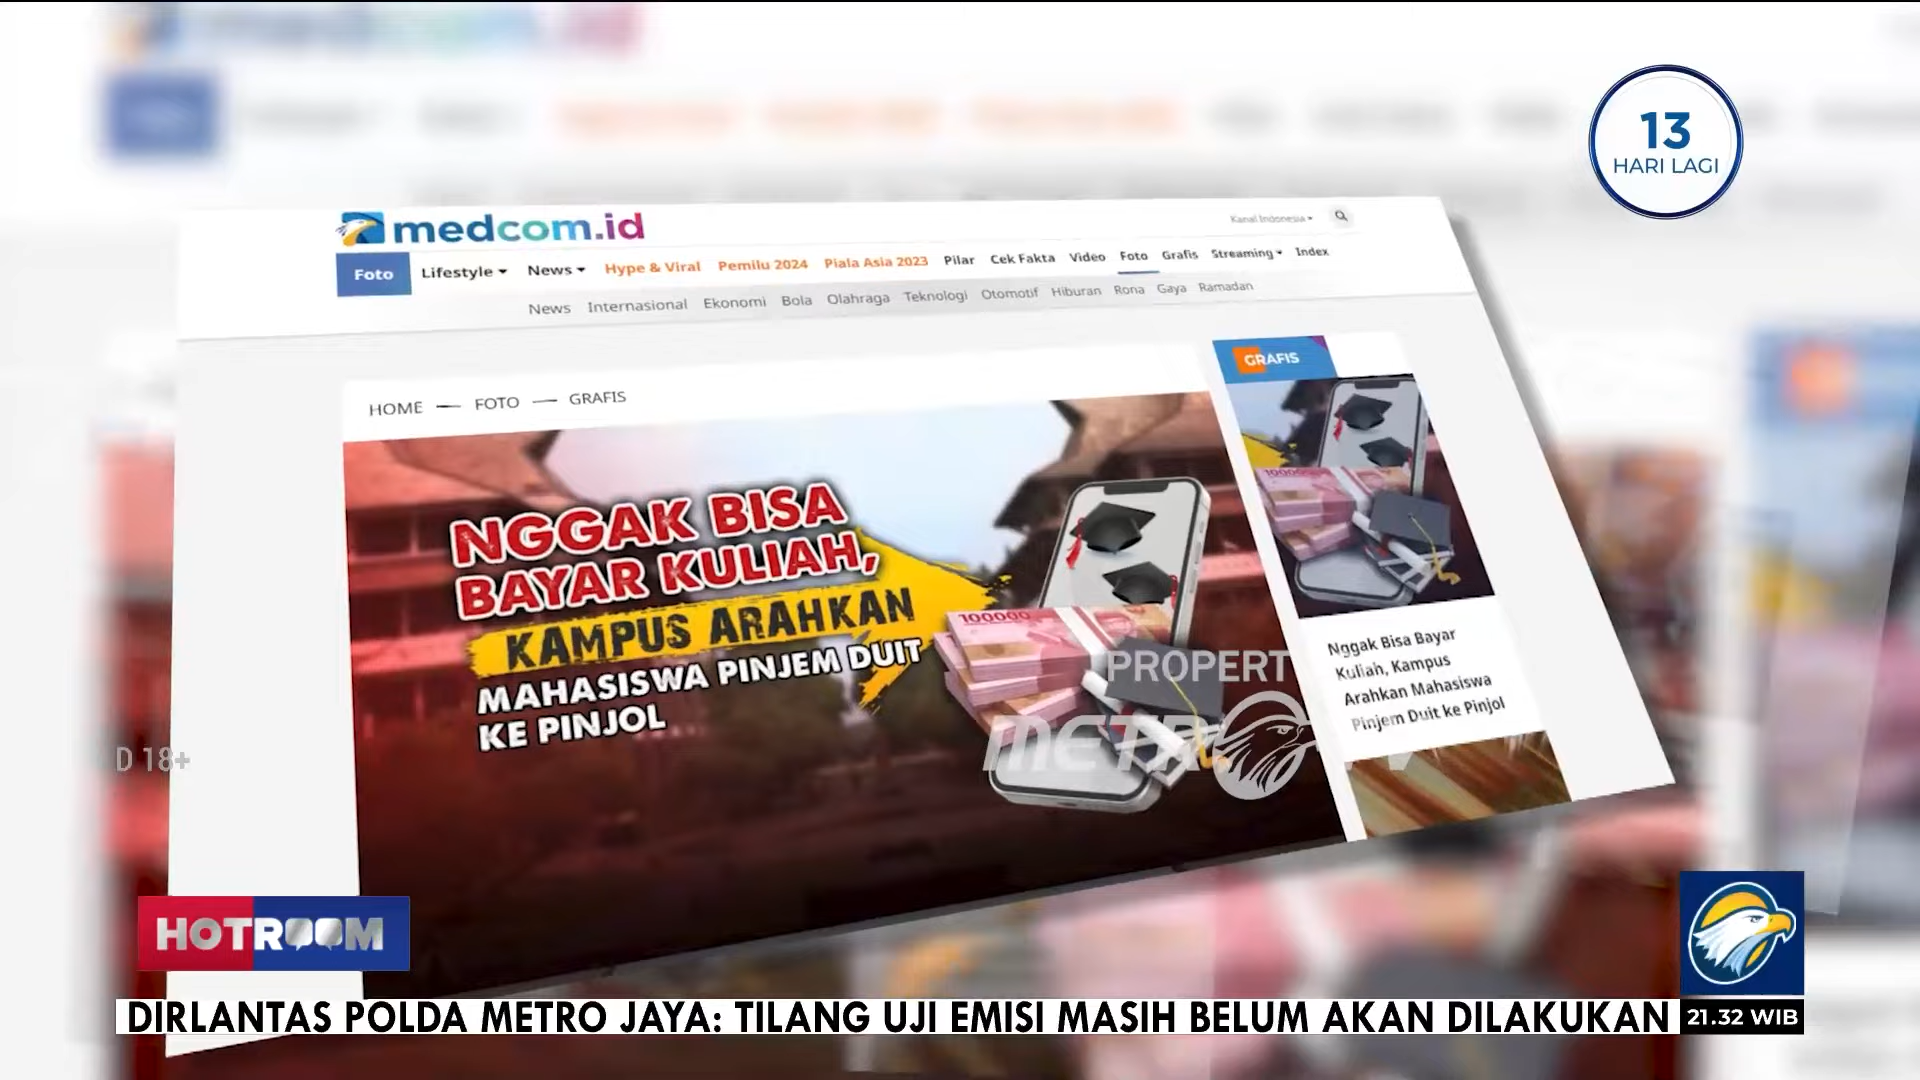 13
HARI LAGI
medcom.id
Kanal Indonesia
Foto Lifestyle News Hype & Viral Pemilu 2024 Piala Asia 2023 Pilar Cek Fakta Video Foto Grafis Streaming Index
News Internasional Ekonomi Bola Olahraga Teknologi Otomotif Hiburan Rona Gaya Ramadan
HOME — FOTO — GRAFIS
NGGAK BISA
BAYAR KULIAH,
KAMPUS ARAHKAN
MAHASISWA PINJEM DUIT
KE PINJOL
100000
GRAFIS
100000
Nggak Bisa Bayar
Kuliah, Kampus
Arahkan Mahasiswa
Pinjem Duit ke Pinjol
PROPERT
METR TV
D 18+
HOTROOM
DIRLANTAS POLDA METRO JAYA: TILANG UJI EMISI MASIH BELUM AKAN DILAKUKAN
21.32 WIB